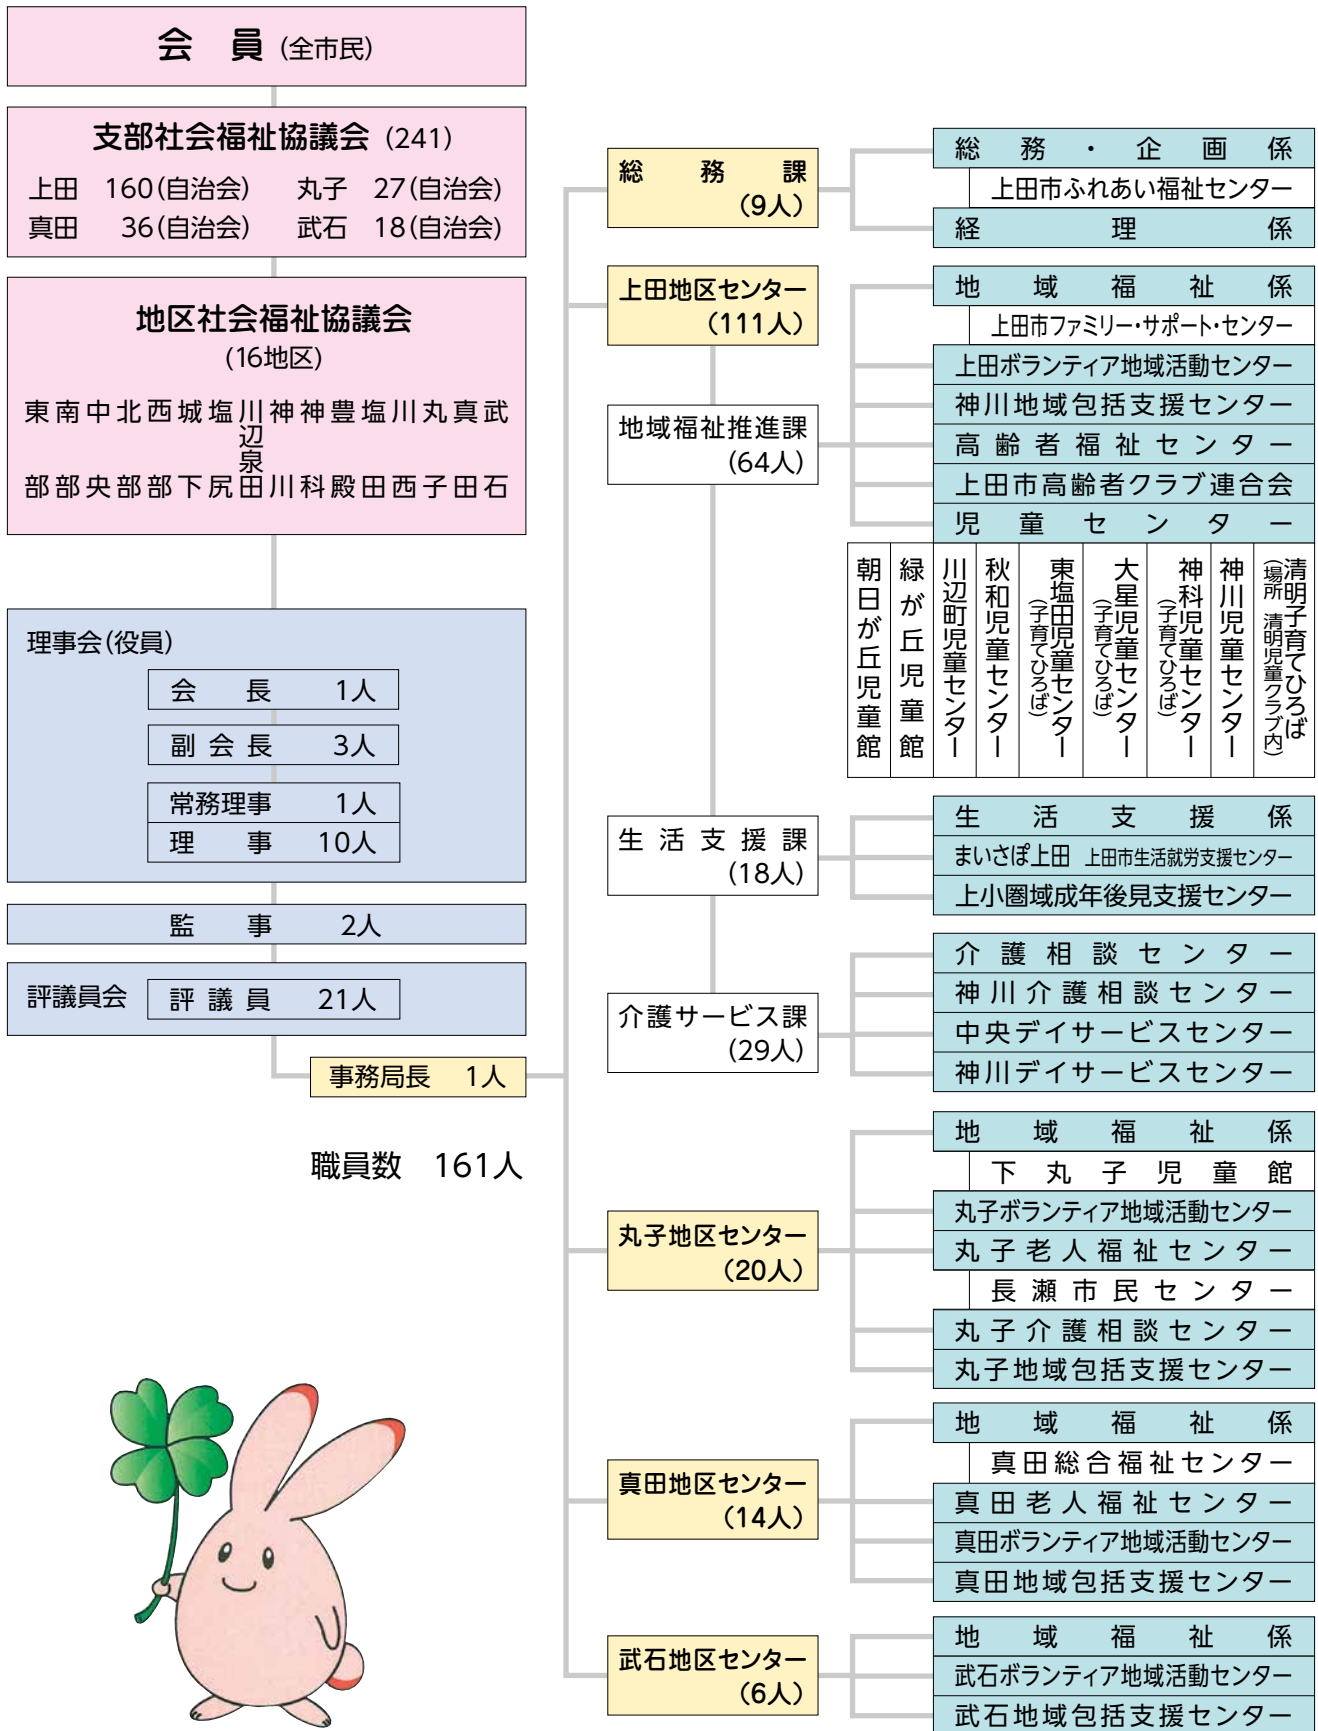 会員(全市民)
支部社会福祉協議会 (241)
上田 160(自治会) 丸子 27(自治会)
真田 36(自治会) 武石 18(自治会)
地区社会福祉協議会
(16地区)
東部
南部
中央
北部
西部
城下
塩尻
川辺泉田
神川
神科
豊殿
塩田
川西
丸子
真田
武石
理事会(役員)
会長 1人
副会長 3人
常務理事 1人
理事 10人
監事 2人
評議員会
評議員 21人
事務局長 1人
職員数 161人
総務課
(9人)
総務・企画係
上田市ふれあい福祉センター
経理係
上田地区センター
(111人)
地域福祉推進課
(64人)
地域福祉係
上田市ファミリー・サポート・センター
上田ボランティア地域活動センター
神川地域包括支援センター
高齢者福祉センター
上田市高齢者クラブ連合会
児童センター
朝日が丘児童館
緑が丘児童館
川辺町児童センター
秋和児童センター
東塩田児童センター
(子育てひろば)
大星児童センター
(子育てひろば)
神科児童センター
(子育てひろば)
神川児童センター
清明子育てひろば
(場所 清明児童クラブ内)
生活支援課
(18人)
生活支援係
まいさぽ上田 上田市生活就労支援センター
上小圏域成年後見支援センター
介護サービス課
(29人)
介護相談センター
神川介護相談センター
中央デイサービスセンター
神川デイサービスセンター
丸子地区センター
(20人)
地域福祉係
下丸子児童館
丸子ボランティア地域活動センター
丸子老人福祉センター
長瀬市民センター
丸子介護相談センター
丸子地域包括支援センター
真田地区センター
(14人)
地域福祉係
真田総合福祉センター
真田老人福祉センター
真田ボランティア地域活動センター
真田地域包括支援センター
武石地区センター
(6人)
地域福祉係
武石ボランティア地域活動センター
武石地域包括支援センター